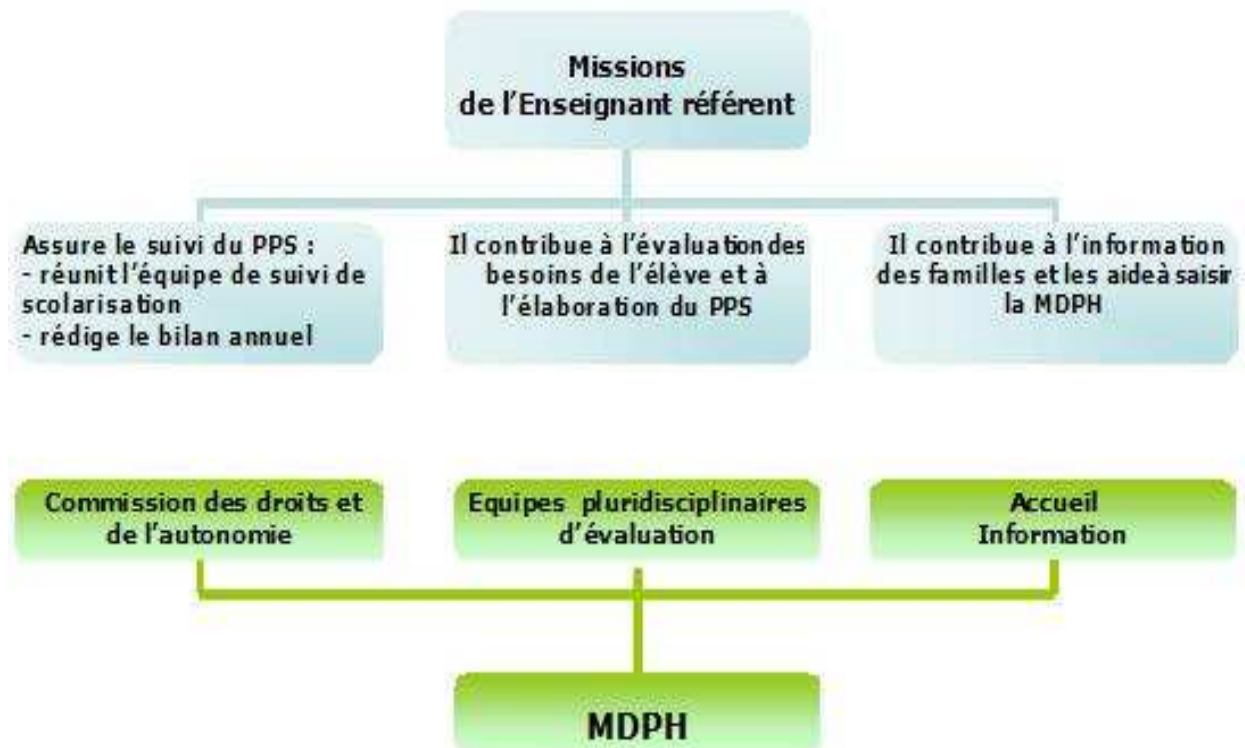 Missions
de l'Enseignant référent
Assure le suivi du PPS :
- réunit l'équipe de suivi de
scolarisation
- rédige le bilan annuel
Il contribue à l'évaluation des
besoins de l'élève et à
l'élaboration du PPS
Il contribue à l'information
des familles et les aide à saisir
la MDPH
Commission des droits et
de l'autonomie
Equipes pluridisciplinaires
d'évaluation
Accueil
Information
MDPH